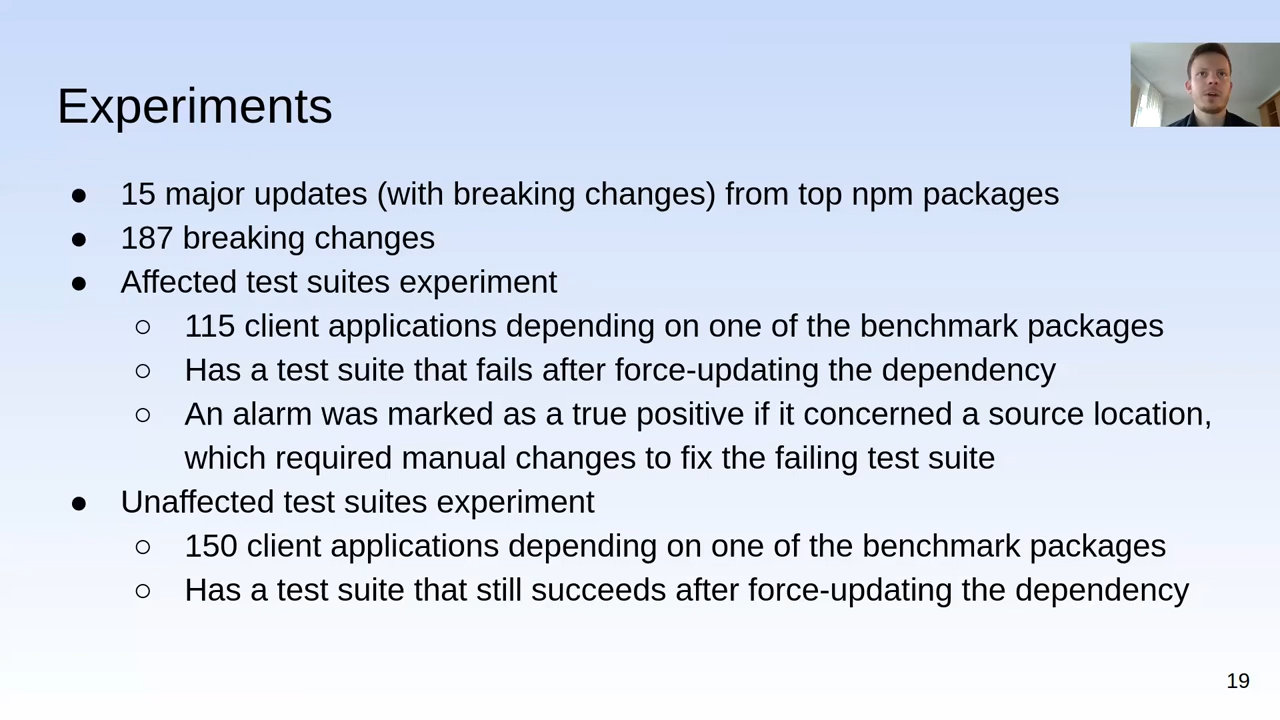 Experiments
● 15 major updates (with breaking changes) from top npm packages
● 187 breaking changes
● Affected test suites experiment
○ 115 client applications depending on one of the benchmark packages
○ Has a test suite that fails after force-updating the dependency
○ An alarm was marked as a true positive if it concerned a source location,
which required manual changes to fix the failing test suite
● Unaffected test suites experiment
○ 150 client applications depending on one of the benchmark packages
○ Has a test suite that still succeeds after force-updating the dependency
19